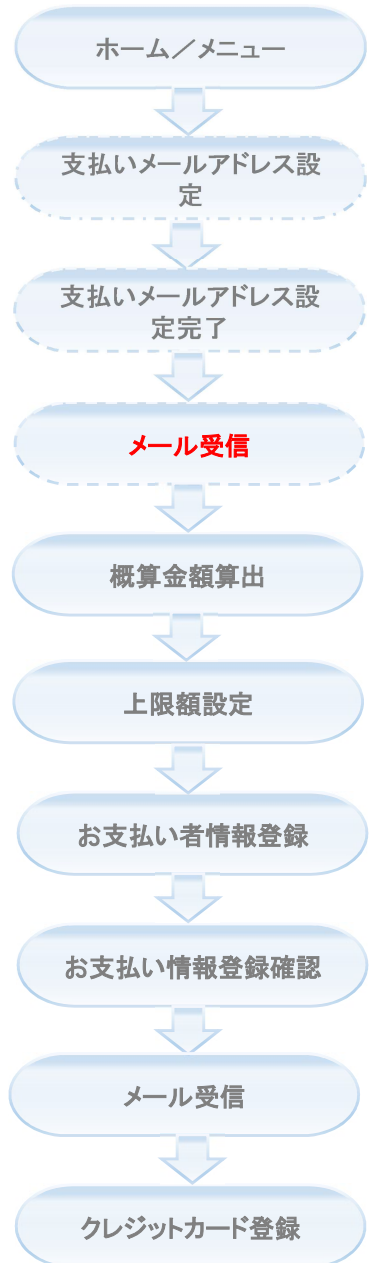 ホーム／メニュー
支払いメールアドレス設
定
支払いメールアドレス設
定完了
メール受信
概算金額算出
上限額設定
お支払い者情報登録
お支払い情報登録確認
メール受信
クレジットカード登録